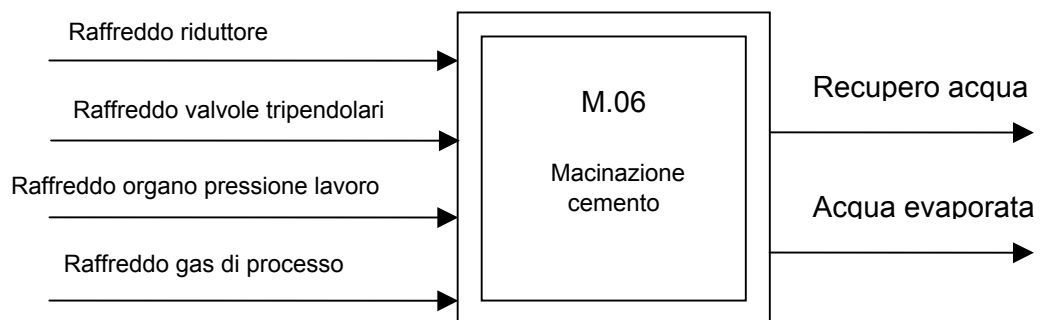 Raffreddo riduttore
Raffreddo valvole tripendolari
Raffreddo organo pressione lavoro
Raffreddo gas di processo
M.06
Macinazione
cemento
Recupero acqua
Acqua evaporata